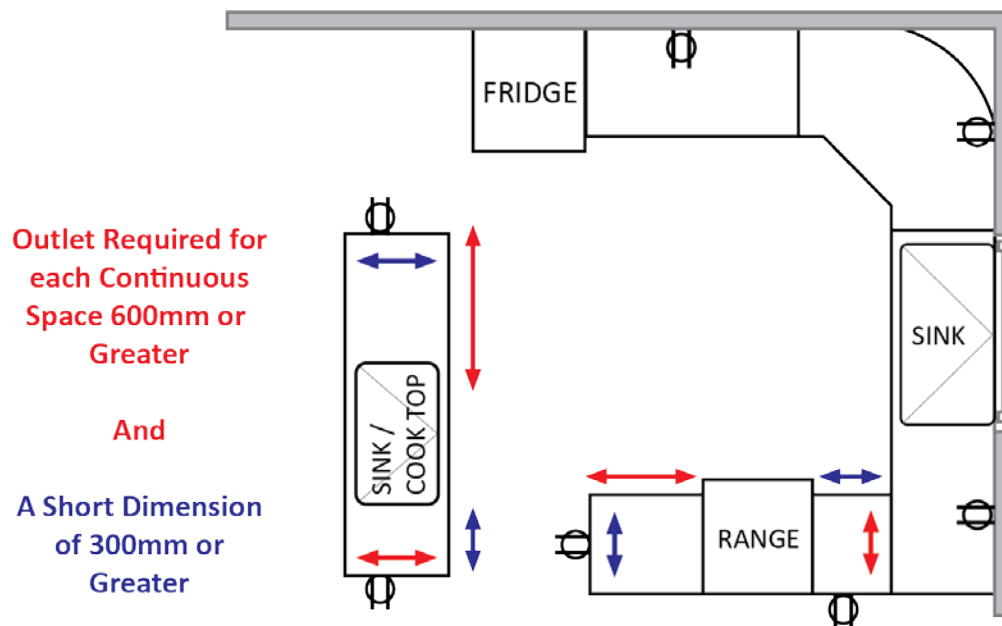 FRIDGE
Outlet Required for
each Continuous
Space 600mm or
Greater
And
A Short Dimension
of 300mm or
Greater
SINK /
COOK TOP
SINK
RANGE